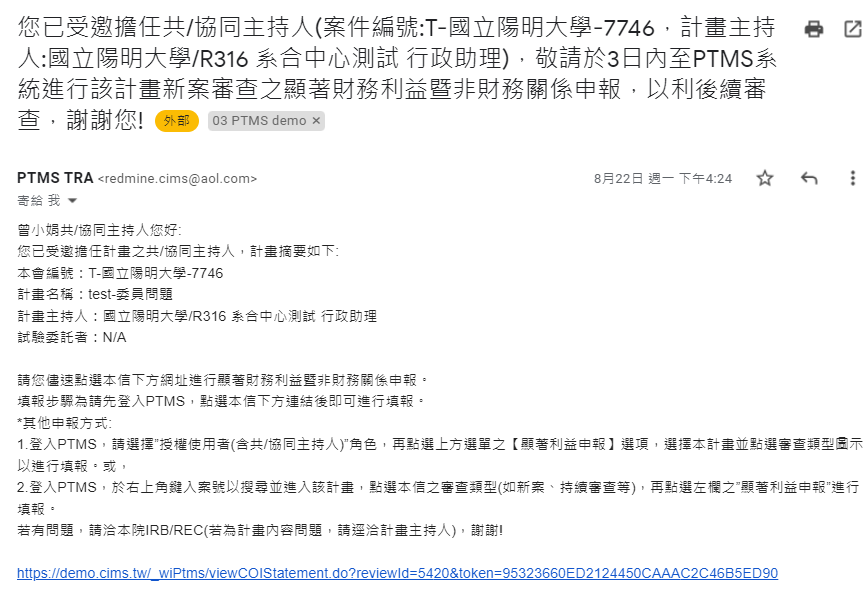 您已受邀擔任共/協同主持人(案件編號:T-國立陽明大學-7746，計畫主持
人:國立陽明大學/R316 系合中心測試 行政助理)，敬請於3日內至PTMS系
統進行該計畫新案審查之顯著財務利益暨非財務關係申報，以利後續審
查，謝謝您! 外部 03 PTMS demo ×
PTMS TRA <redmine.cims@aol.com> 8月22日 週一 下午4:24
寄給 我
曾小娟共/協同主持人您好:
您已受邀擔任計畫之共/協同主持人，計畫摘要如下:
本會編號：T-國立陽明大學-7746
計畫名稱：test-委員問題
計畫主持人：國立陽明大學/R316 系合中心測試 行政助理
試驗委託者：N/A
請您儘速點選本信下方網址進行顯著財務利益暨非財務關係申報。
填報步驟為請先登入PTMS，點選本信下方連結後即可進行填報。
*其他申報方式:
1.登入PTMS，請選擇"授權使用者(含共/協同主持人)"角色，再點選上方選單之【顯著利益申報】選項，選擇本計畫並點選審查類型圖示
以進行填報。或，
2.登入PTMS，於右上角鍵入案號以搜尋並進入該計畫，點選本信之審查類型(如新案、持續審查等)，再點選左欄之"顯著利益申報"進行
填報。
若有問題，請洽本院IRB/REC(若為計畫內容問題，請逕洽計畫主持人)，謝謝!
https://demo.cims.tw/_wiPtms/viewCOIStatement.do?reviewId=5420&token=95323660ED2124450CAAAC2C46B5ED90